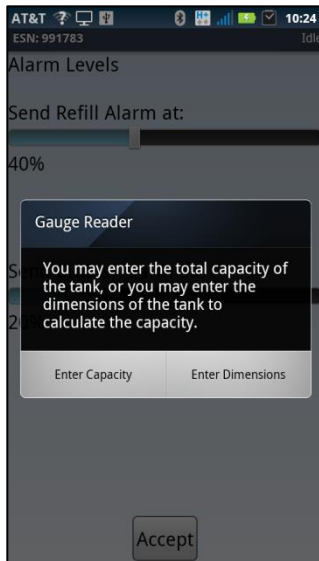 AT&T 10:24
ESN: 991783 Idle
Alarm Levels
Send Refill Alarm at:
40%
Gauge Reader
You may enter the total capacity of
the tank, or you may enter the
dimensions of the tank to
calculate the capacity.
Enter Capacity Enter Dimensions
Accept